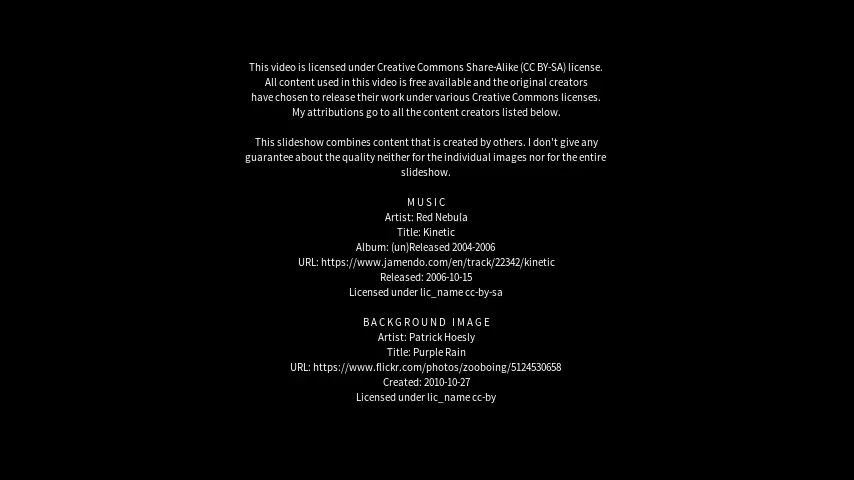 This video is licensed under Creative Commons Share-Alike (CC BY-SA) license.
All content used in this video is free available and the original creators
have chosen to release their work under various Creative Commons licenses.
My attributions go to all the content creators listed below.
This slideshow combines content that is created by others. I don't give any
guarantee about the quality neither for the individual images nor for the entire
slideshow.
MUSIC
Artist: Red Nebula
Title: Kinetic
Album: (un)Released 2004-2006
URL: https://www.jamendo.com/en/track/22342/kinetic
Released: 2006-10-15
Licensed under lic_name cc-by-sa
BACKGROUND IMAGE
Artist: Patrick Hoesly
Title: Purple Rain
URL: https://www.flickr.com/photos/zooboing/5124530658
Created: 2010-10-27
Licensed under lic_name cc-by